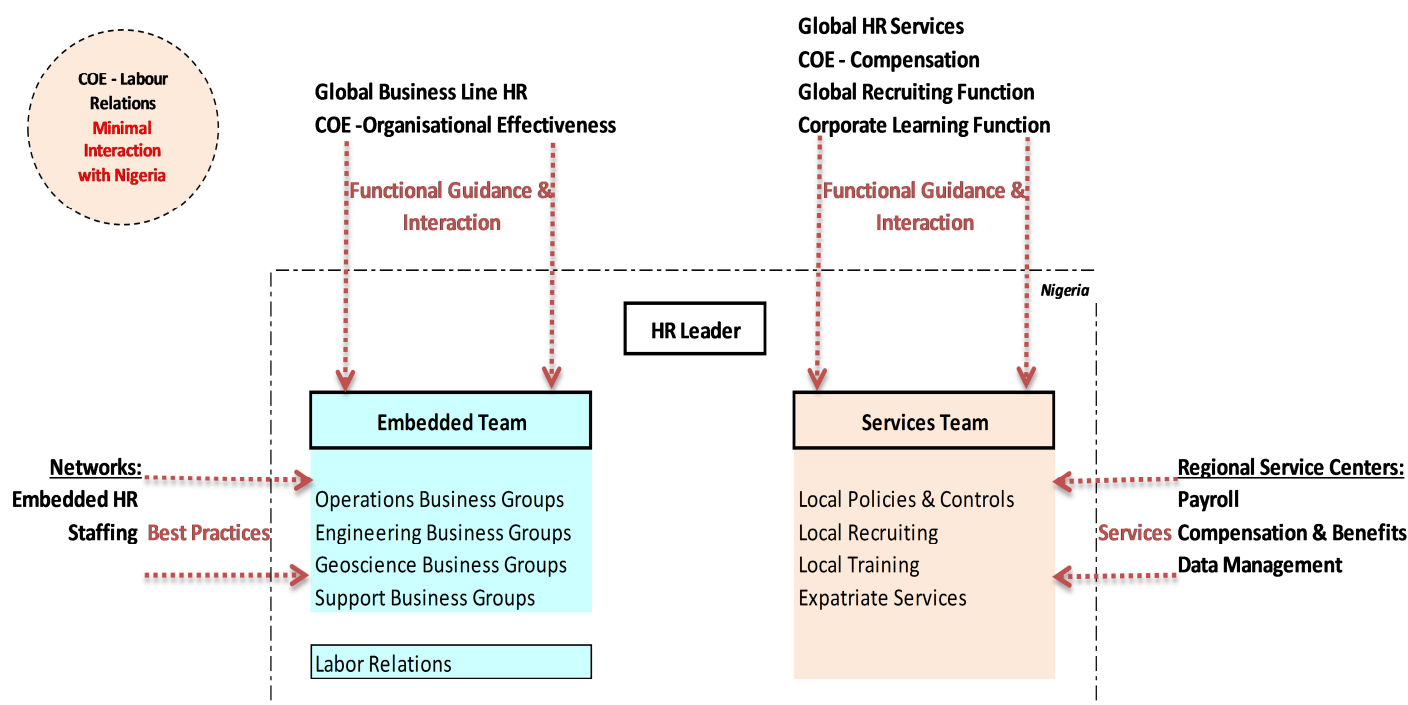 COE - Labour
Relations
Minimal
Interaction
with Nigeria
Global Business Line HR
COE -Organisational Effectiveness
Functional Guidance &
Interaction
Global HR Services
COE - Compensation
Global Recruiting Function
Corporate Learning Function
Functional Guidance &
Interaction
Nigeria
HR Leader
Embedded Team
Operations Business Groups
Engineering Business Groups
Geoscience Business Groups
Support Business Groups
Labor Relations
Services Team
Local Policies & Controls
Local Recruiting
Local Training
Expatriate Services
Networks:
Embedded HR
Staffing
Best Practices
Regional Service Centers:
Payroll
Services
Compensation & Benefits
Data Management